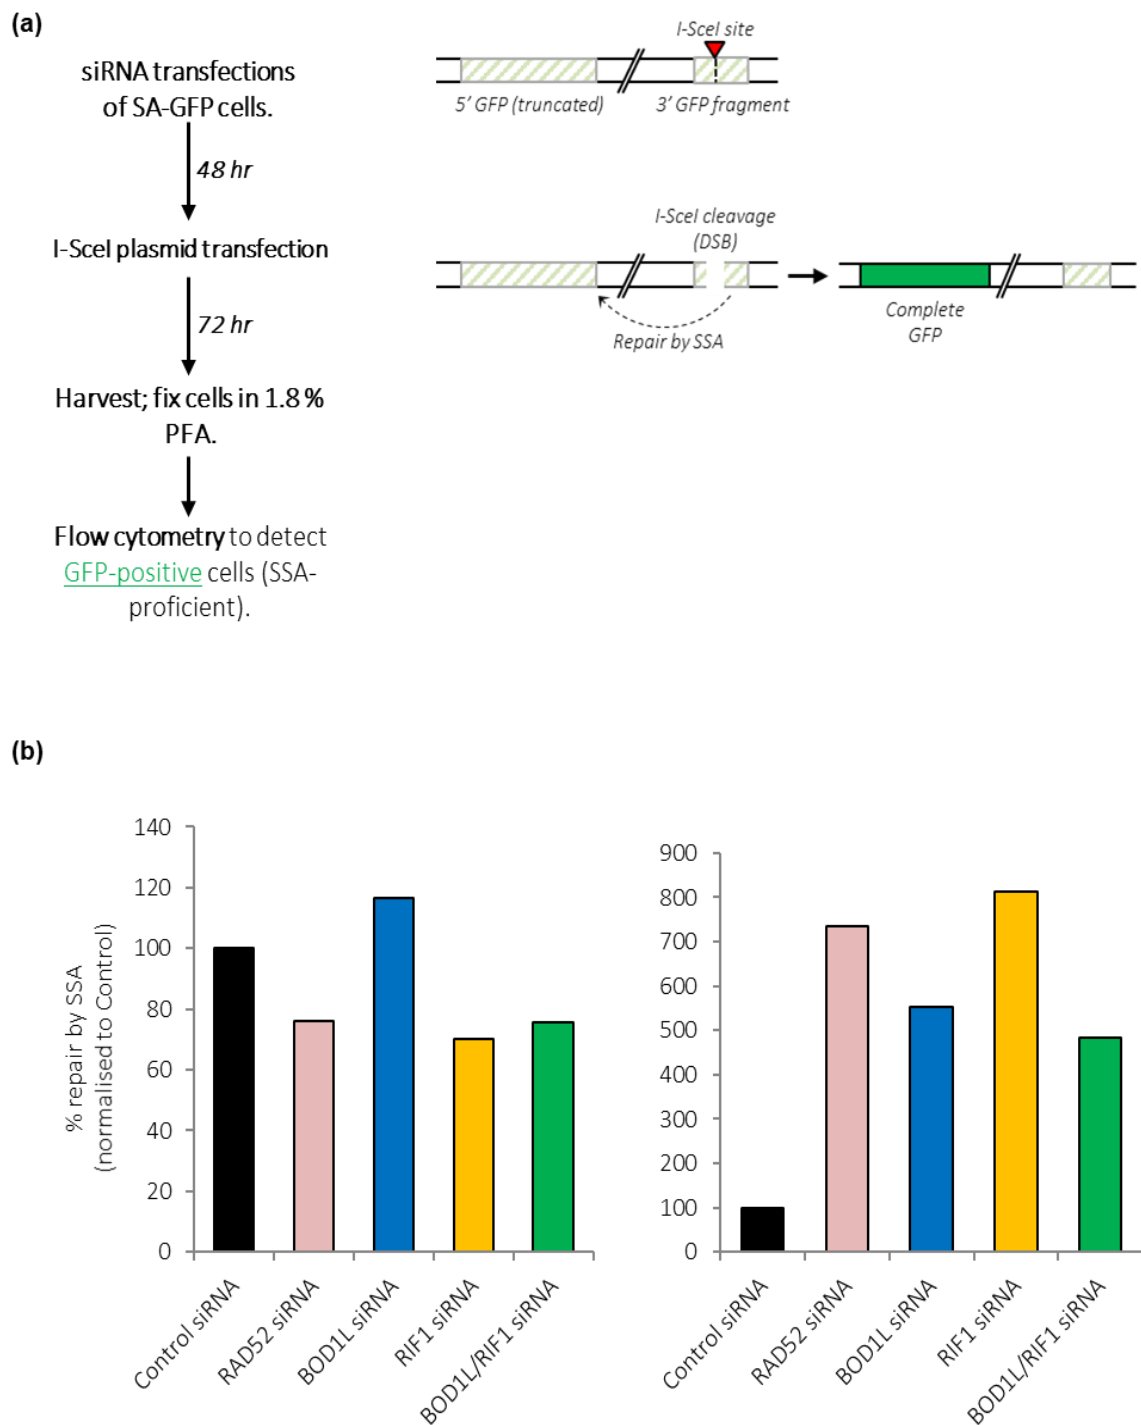 (a)
siRNA transfections
of SA-GFP cells.
48 hr
I-SceI plasmid transfection
72 hr
Harvest; fix cells in 1.8 %
PFA.
Flow cytometry to detect
GFP-positive cells (SSA-
proficient).
I-SceI site
5' GFP (truncated)
3' GFP fragment
I-SceI cleavage
(DSB)
Repair by SSA
Complete
GFP
(b)
% repair by SSA
(normalised to Control)
140
120
100
80
60
40
20
0
Control siRNA
RAD52 siRNA
BOD1L siRNA
RIF1 siRNA
BOD1L/RIF1 siRNA
900
800
700
600
500
400
300
200
100
0
Control siRNA
RAD52 siRNA
BOD1L siRNA
RIF1 siRNA
BOD1L/RIF1 siRNA